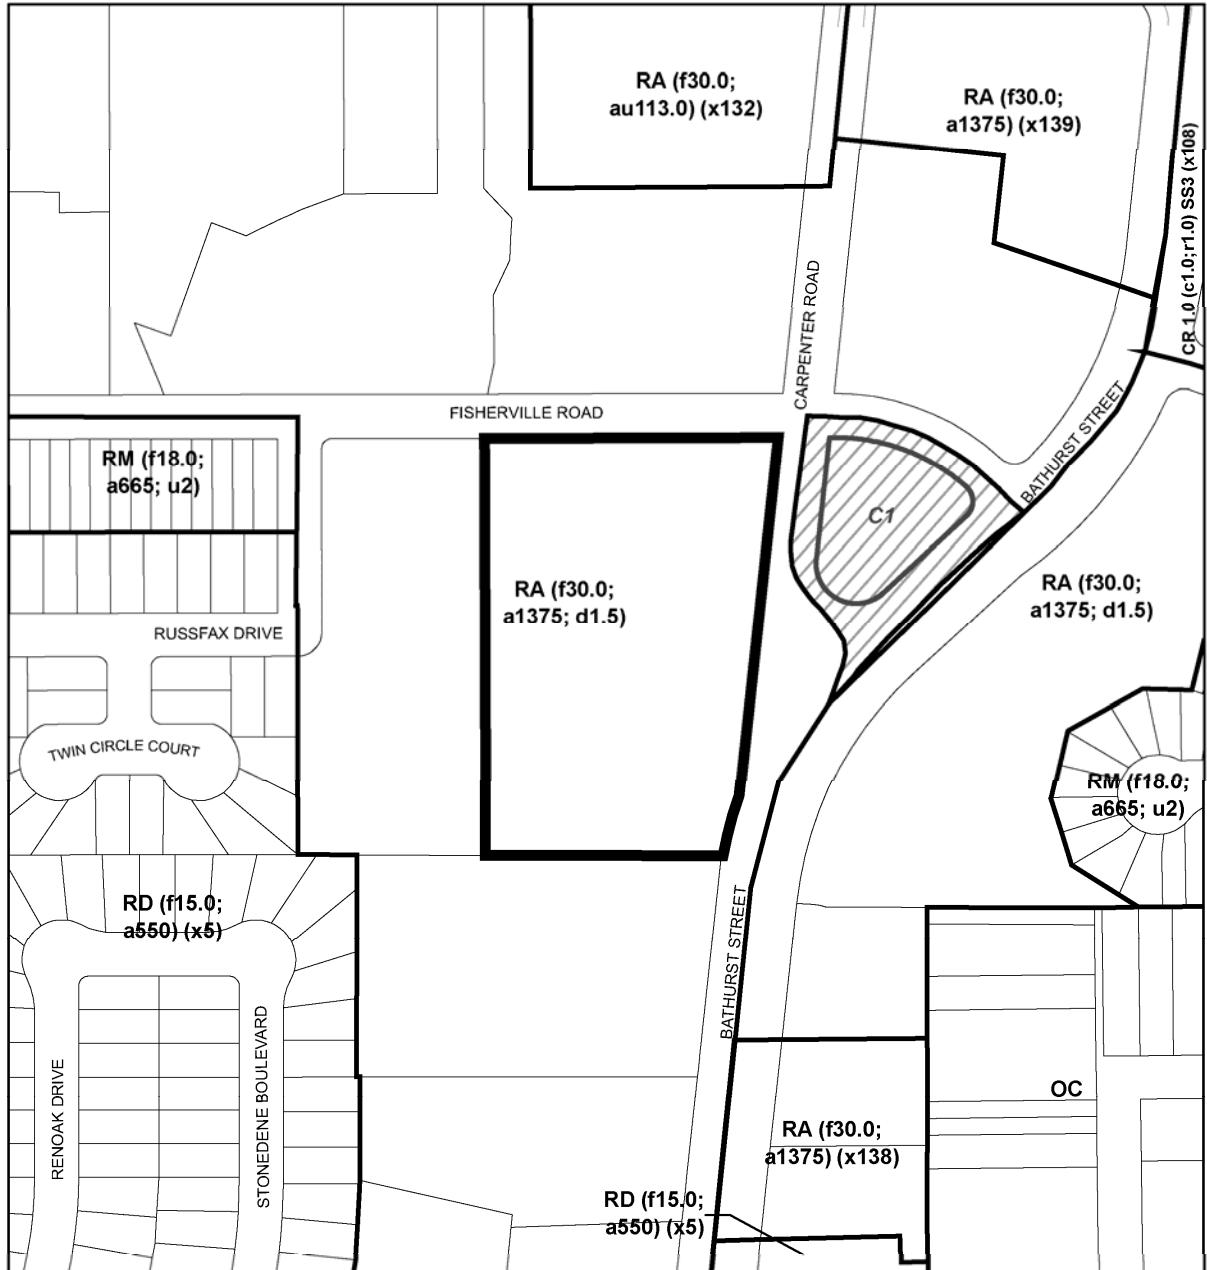 RA (f30.0;
au113.0) (x132)
RA (f30.0;
a1375) (x139)
CR 1.0 (c1.0;r1.0) SS3 (x108)
CARPENTER ROAD
FISHERVILLE ROAD
BATHURST STREET
RM (f18.0;
a665; u2)
C1
RA (f30.0;
a1375; d1.5)
RA (f30.0;
a1375; d1.5)
RUSSFAX DRIVE
TWIN CIRCLE COURT
RM (f18.0;
a665; u2)
RD (f15.0;
a550) (x5)
BATHURST STREET
RENOAK DRIVE
STONEDENE BOULEVARD
OC
RA (f30.0;
a1375) (x138)
RD (f15.0;
a550) (x5)